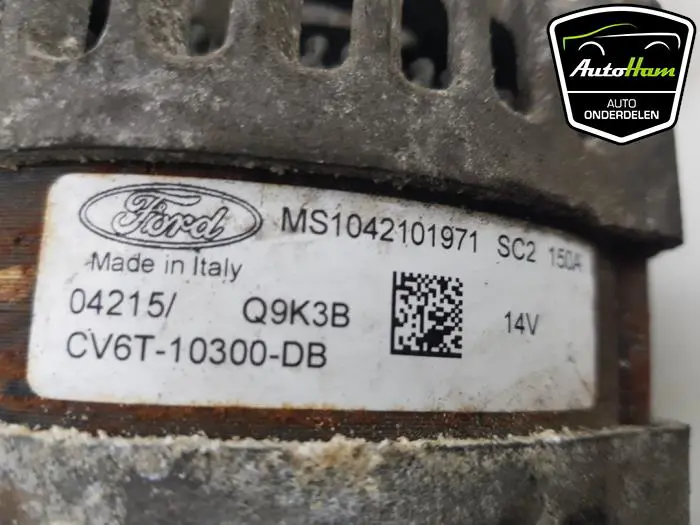 AutoHam
AUTO
ONDERDELEN
Ford MS1042101971 SC2 150A
Made in Italy
04215/ Q9K3B 14V
CV6T-10300-DB